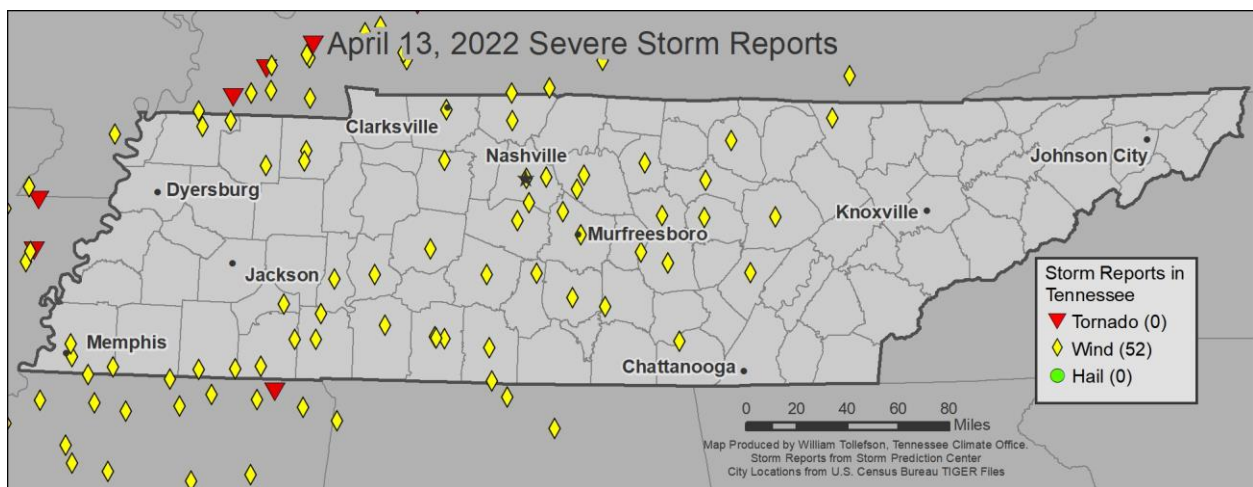 April 13, 2022 Severe Storm Reports
Clarksville
Nashville
Johnson City
Dyersburg
Knoxville
Murfreesboro
Jackson
Storm Reports in
Tennessee
Tornado (0)
Wind (52)
Hail (0)
Memphis
Chattanooga
0 20 40 60 80
Miles
Map Produced by William Tollefson, Tennessee Climate Office.
Storm Reports from Storm Prediction Center
City Locations from U.S. Census Bureau TIGER Files